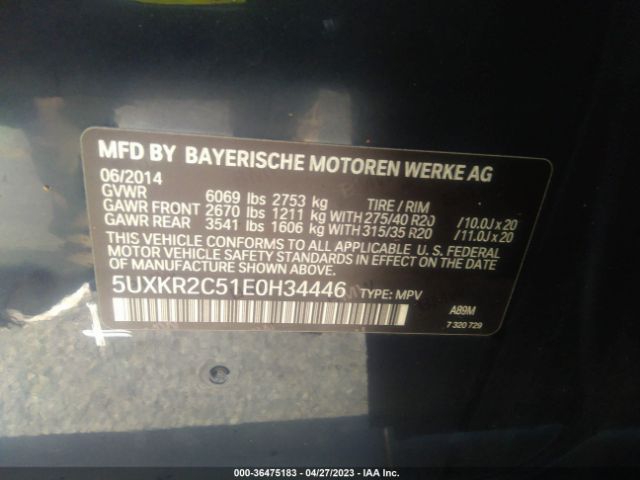 MFD BY BAYERISCHE MOTOREN WERKE AG
06/2014
GVWR 6069 lbs 2753 kg TIRE / RIM
GAWR FRONT 2670 lbs 1211 kg WITH 275/40 R20 /10.0J x 20
GAWR REAR 3541 lbs 1606 kg WITH 315/35 R20 /11.0J x 20
THIS VEHICLE CONFORMS TO ALL APPLICABLE U. S. FEDERAL
MOTOR VEHICLE SAFETY STANDARDS IN EFFECT ON THE
DATE OF MANUFACTURE SHOWN ABOVE.
5UXKR2C51E0H34446 TYPE: MPV
A89M
7 320 729
000-36475183 - 04/27/2023 - IAA Inc.